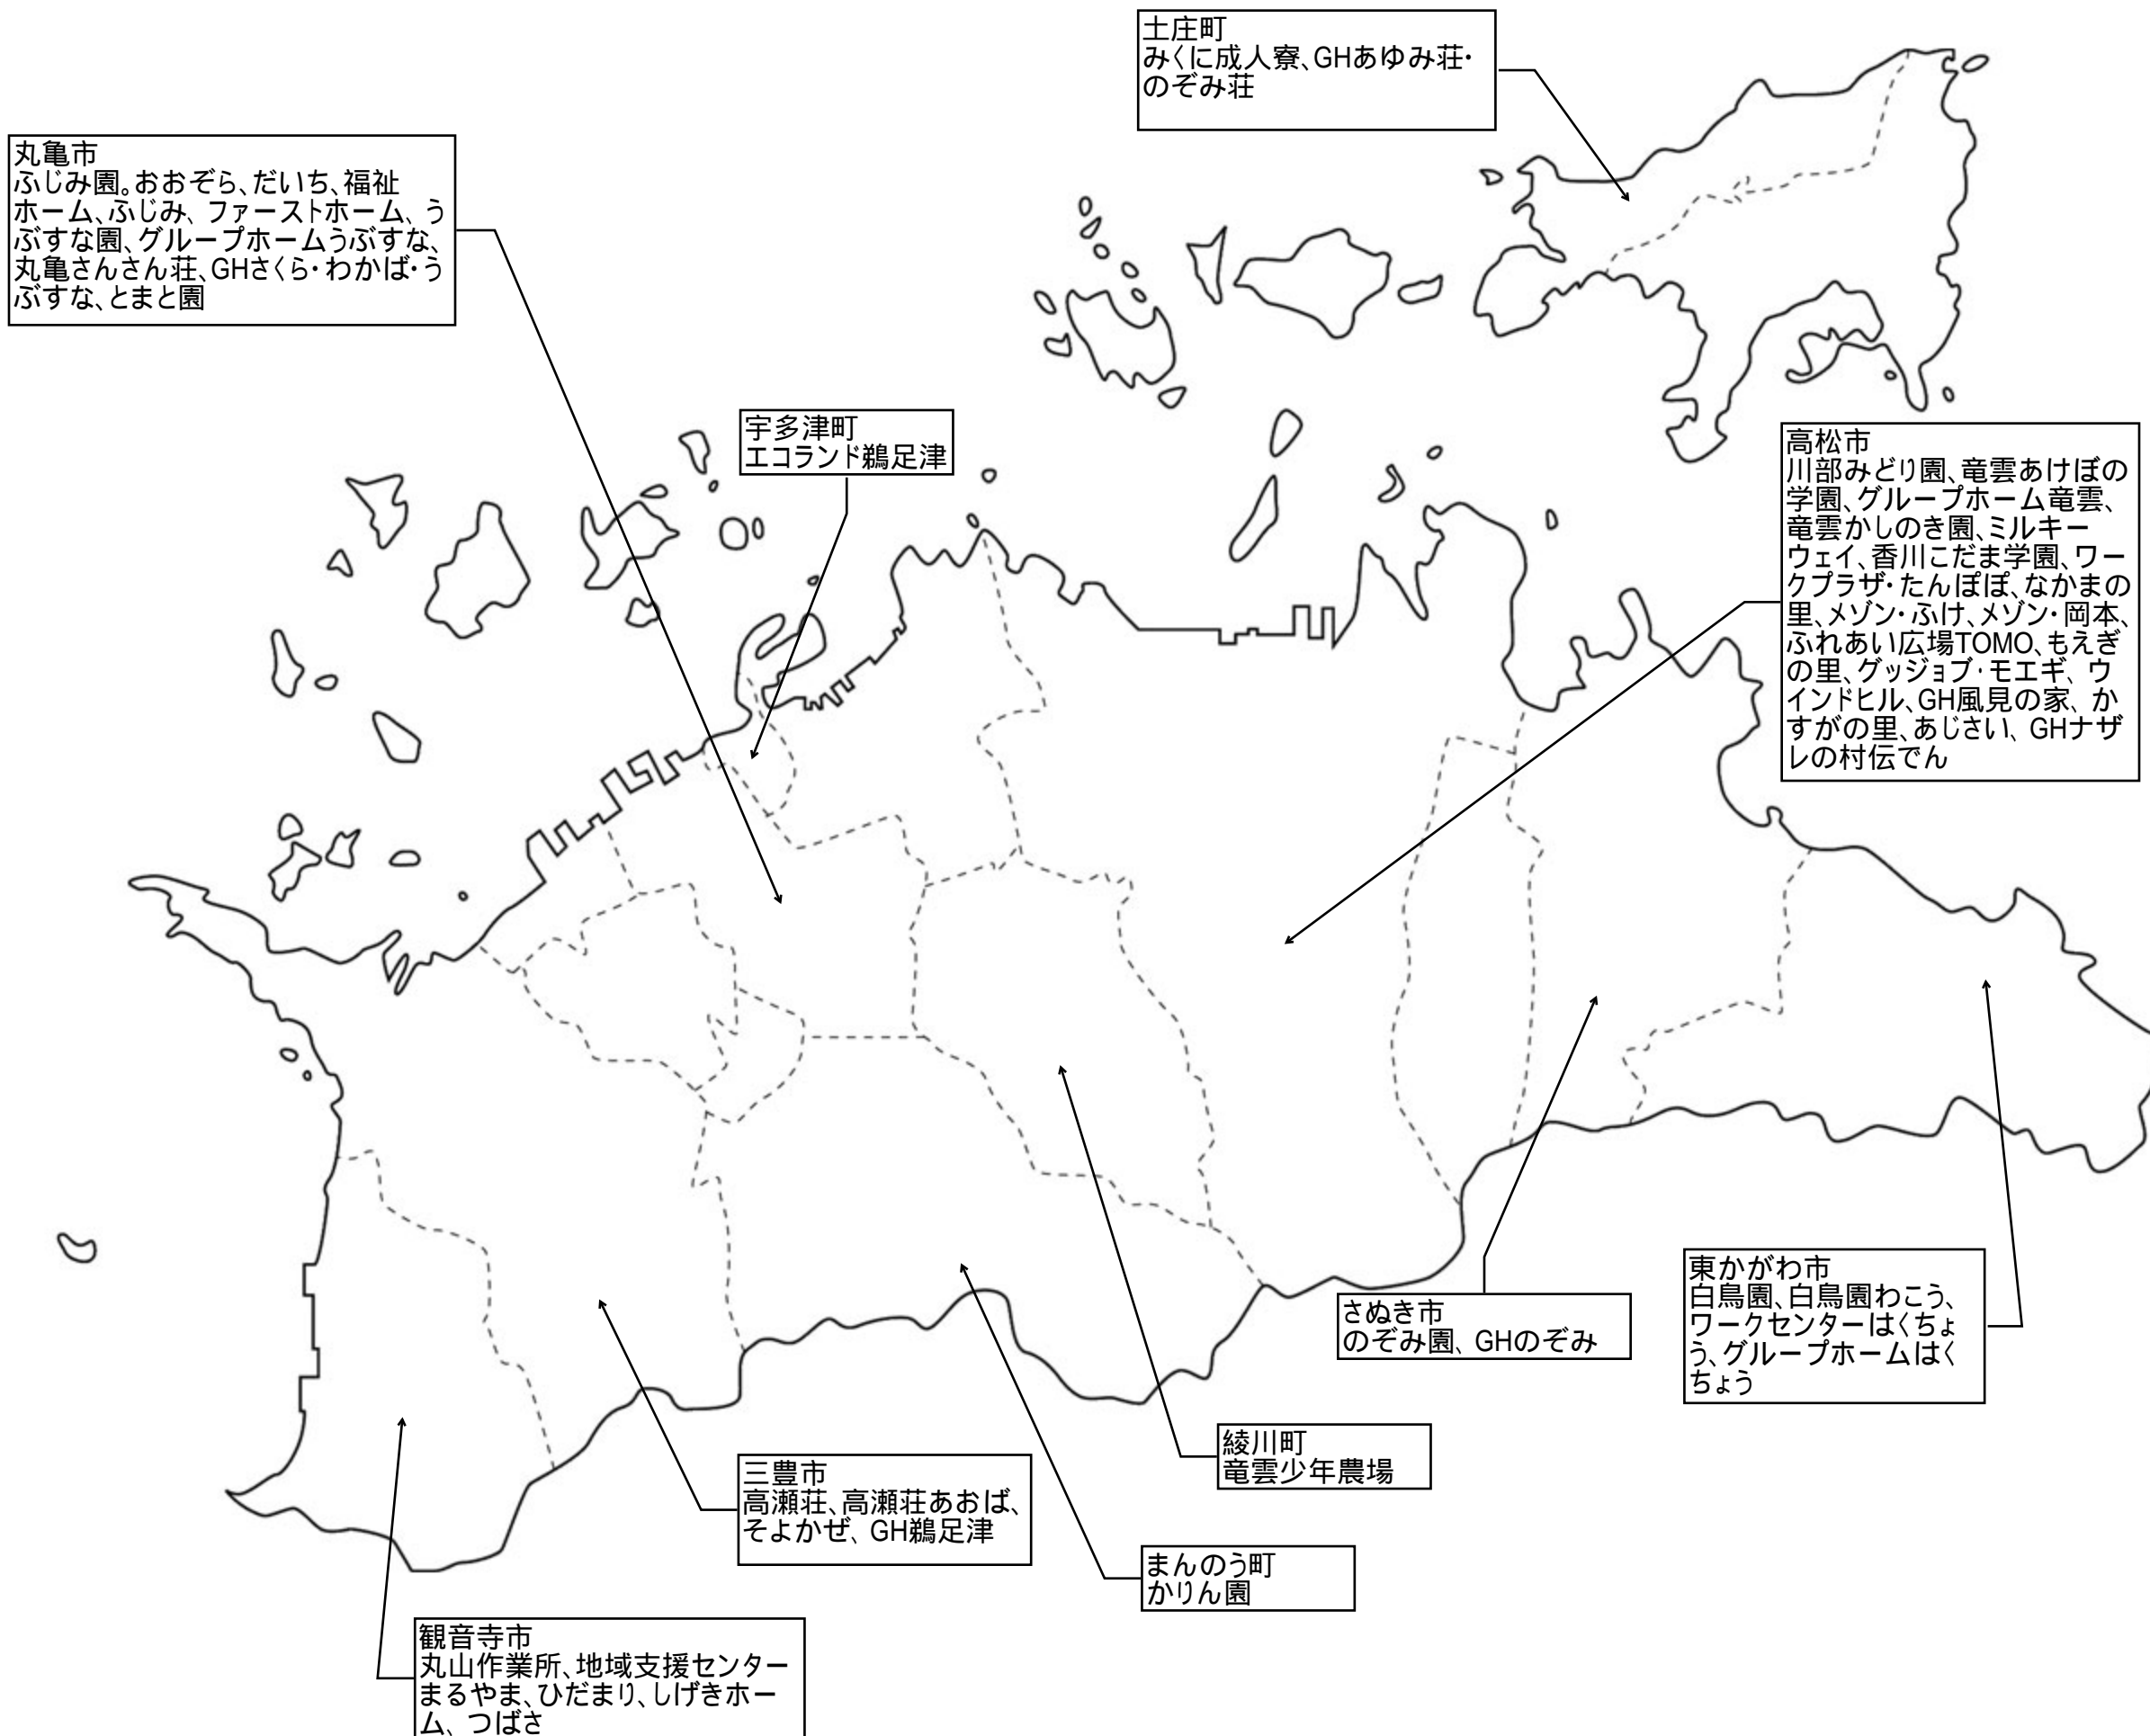 土庄町
みくに成人寮、GHあゆみ荘・
のぞみ荘
丸亀市
ふじみ園。おおぞら、だいち、福祉
ホーム、ふじみ、ファーストホーム、う
ぶすな園、グループホームうぶすな、
丸亀さんさん荘、GHさくら・わかば・う
ぶすな、とまと園
宇多津町
エコランド鵜足津
高松市
川部みどり園、竜雲あけぼの
学園、グループホーム竜雲、
竜雲かしのき園、ミルキー
ウェイ、香川こだま学園、ワー
クプラザ・たんぽぽ、なかまの
里、メゾン・ふけ、メゾン・岡本、
ふれあい広場TOMO、もえぎ
の里、グッジョブ・モエギ、ウ
インドヒル、GH風見の家、か
すがの里、あじさい、GHナザ
レの村伝でん
さぬき市
のぞみ園、GHのぞみ
東かがわ市
白鳥園、白鳥園わこう、
ワークセンターはくちょ
う、グループホームはく
ちょう
綾川町
竜雲少年農場
三豊市
高瀬荘、高瀬荘あおば、
そよかぜ、GH鵜足津
まんのう町
かりん園
観音寺市
丸山作業所、地域支援センター
まるやま、ひだまり、しげきホー
ム、つばさ